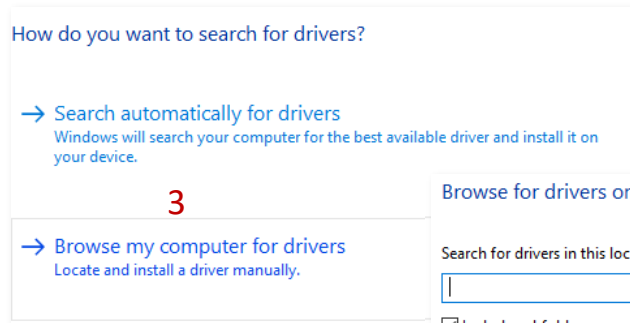 How do you want to search for drivers?
Search automatically for drivers
Windows will search your computer for the best available driver and install it on
your device.
3
Browse my computer for drivers
Locate and install a driver manually.
Browse for drivers or
Search for drivers in this loc